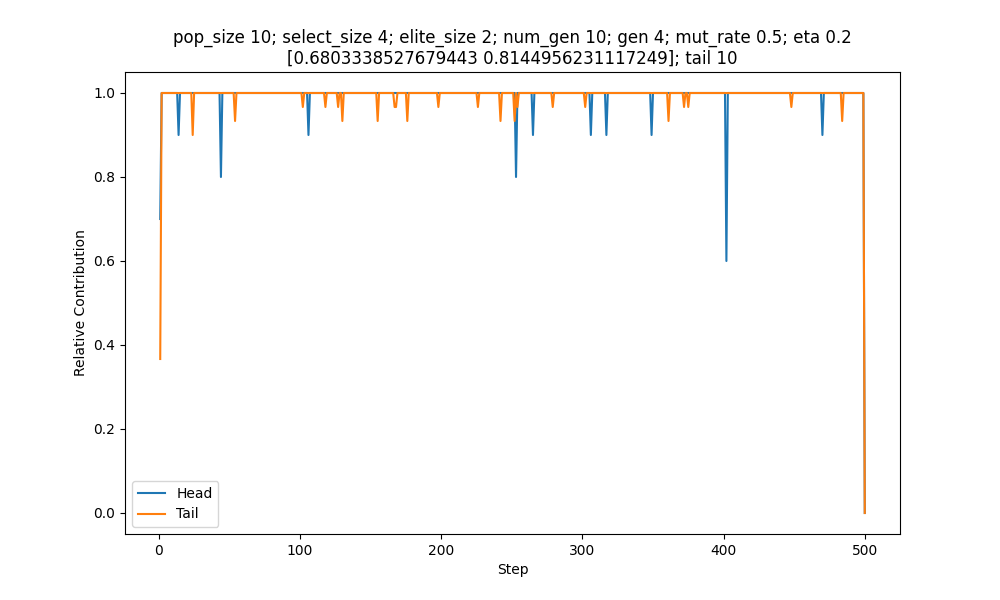 pop_size 10; select_size 4; elite_size 2; num_gen 10; gen 4; mut_rate 0.5; eta 0.2
[0.6803338527679443 0.8144956231117249]; tail 10
Relative Contribution
1.0
0.8
0.6
0.4
0.2
0.0
Head
Tail
0
100
200
300
400
500
Step